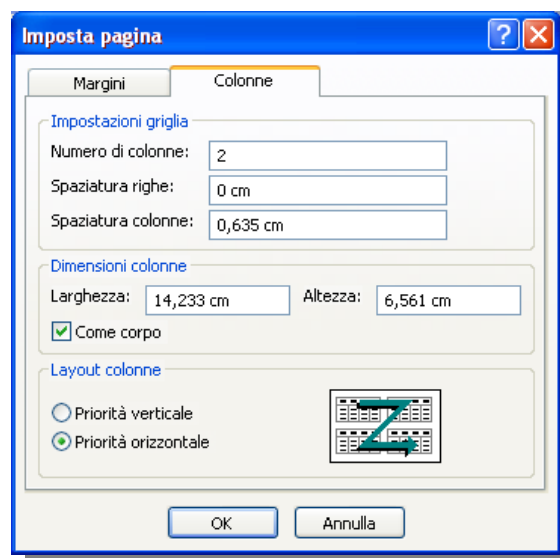 Imposta pagina
Margini
Colonne
Impostazioni griglia
Numero di colonne: 2
Spaziatura righe: 0 cm
Spaziatura colonne: 0,635 cm
Dimensioni colonne
Larghezza: 14,233 cm Altezza: 6,561 cm
Come corpo
Layout colonne
Priorità verticale
Priorità orizzontale
OK Annulla